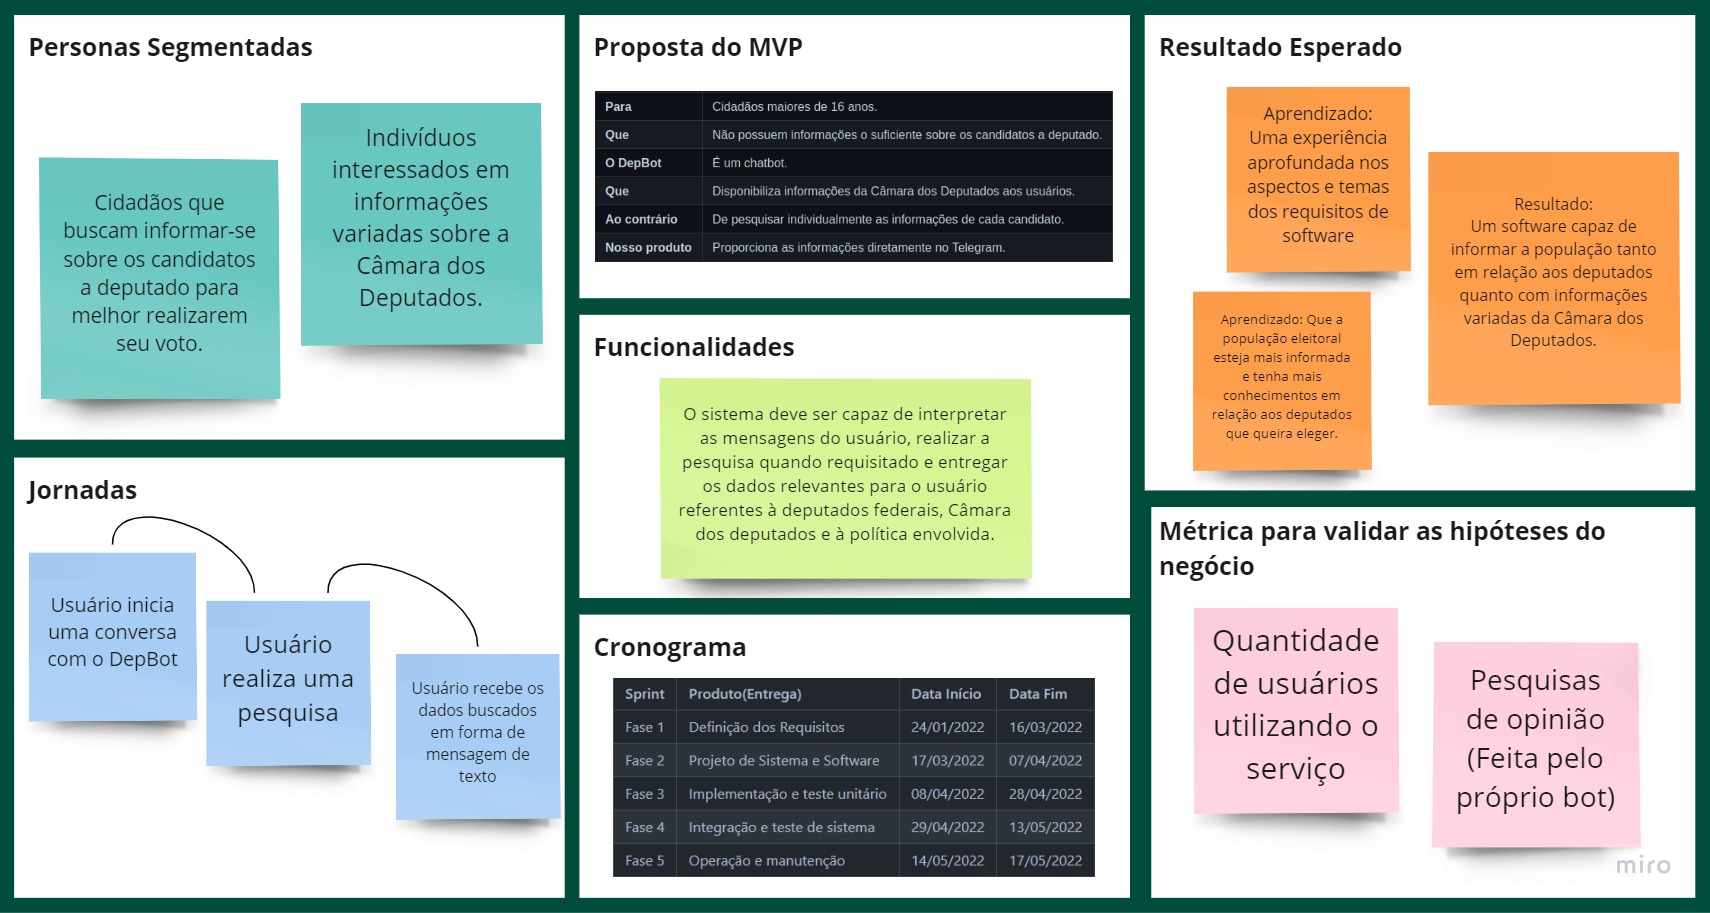 Personas Segmentadas
Cidadãos que
buscam informar-se
sobre os candidatos
a deputado para
melhor realizarem
seu voto.
Indivíduos
interessados em
informações
variadas sobre a
Câmara dos
Deputados.
Jornadas
Usuário inicia
uma conversa
com o DepBot
Usuário
realiza uma
pesquisa
Usuário recebe os
dados buscados
em forma de
mensagem de
texto
Proposta do MVP
Para Cidadãos maiores de 16 anos.
Que Não possuem informações o suficiente sobre os candidatos a deputado.
O DepBot É um chatbot.
Que Disponibiliza informações da Câmara dos Deputados aos usuários.
Ao contrário De pesquisar individualmente as informações de cada candidato.
Nosso produto Proporciona as informações diretamente no Telegram.
Funcionalidades
O sistema deve ser capaz de interpretar
as mensagens do usuário, realizar a
pesquisa quando requisitado e entregar
os dados relevantes para o usuário
referentes à deputados federais, Câmara
dos deputados e à política envolvida.
Cronograma
Sprint Produto(Entrega) Data Início Data Fim
Fase 1 Definição dos Requisitos 24/01/2022 16/03/2022
Fase 2 Projeto de Sistema e Software 17/03/2022 07/04/2022
Fase 3 Implementação e teste unitário 08/04/2022 28/04/2022
Fase 4 Integração e teste de sistema 29/04/2022 13/05/2022
Fase 5 Operação e manutenção 14/05/2022 17/05/2022
Resultado Esperado
Aprendizado:
Uma experiência
aprofundada nos
aspectos e temas
dos requisitos de
software
Aprendizado: Que a
população eleitoral
esteja mais informada
e tenha mais
conhecimentos em
relação aos deputados
que queira eleger.
Resultado:
Um software capaz de
informar a população tanto
em relação aos deputados
quanto com informações
variadas da Câmara dos
Deputados.
Métrica para validar as hipóteses do
negócio
Quantidade
de usuários
utilizando o
serviço
Pesquisas
de opinião
(Feita pelo
próprio bot)
miro